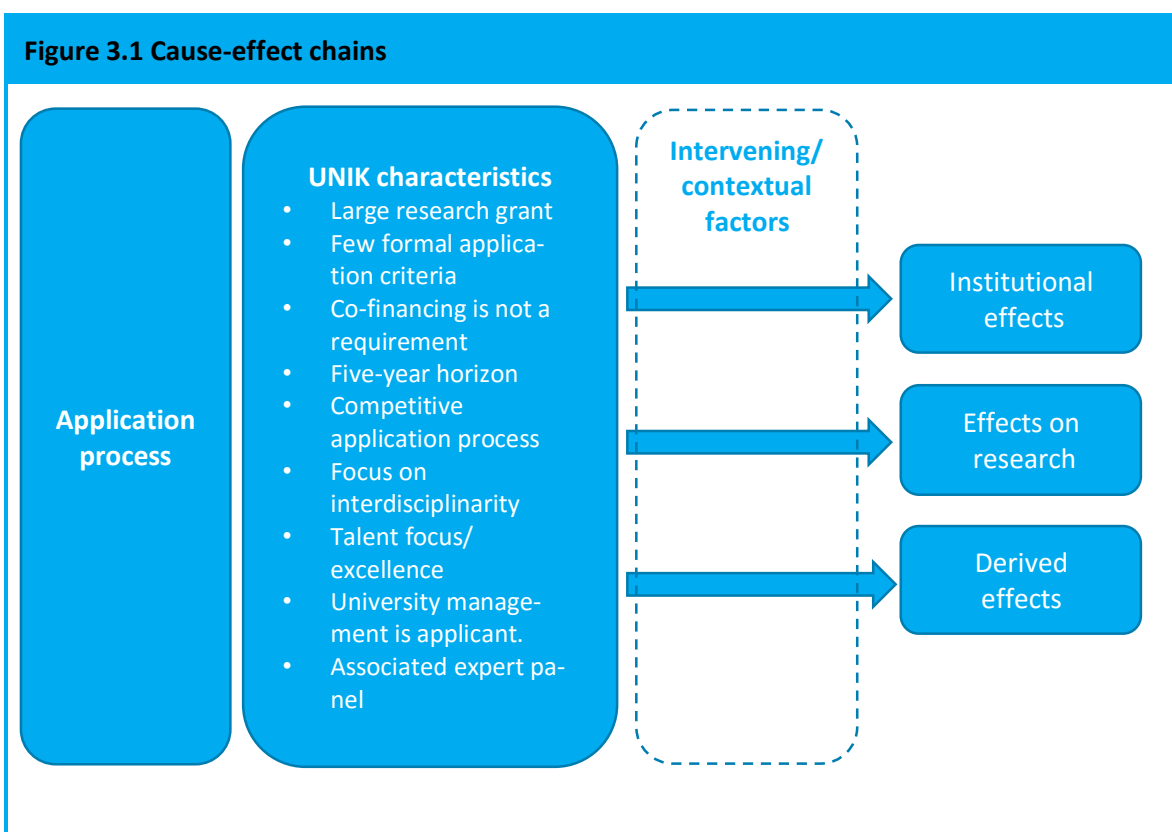 Figure 3.1 Cause-effect chains
Application
process
UNIK characteristics
• Large research grant
• Few formal applica-
tion criteria
• Co-financing is not a
requirement
• Five-year horizon
• Competitive
application process
• Focus on
interdisciplinarity
• Talent focus/
excellence
• University manage-
ment is applicant.
• Associated expert pa-
nel
Intervening/
contextual
factors
Institutional
effects
Effects on
research
Derived
effects